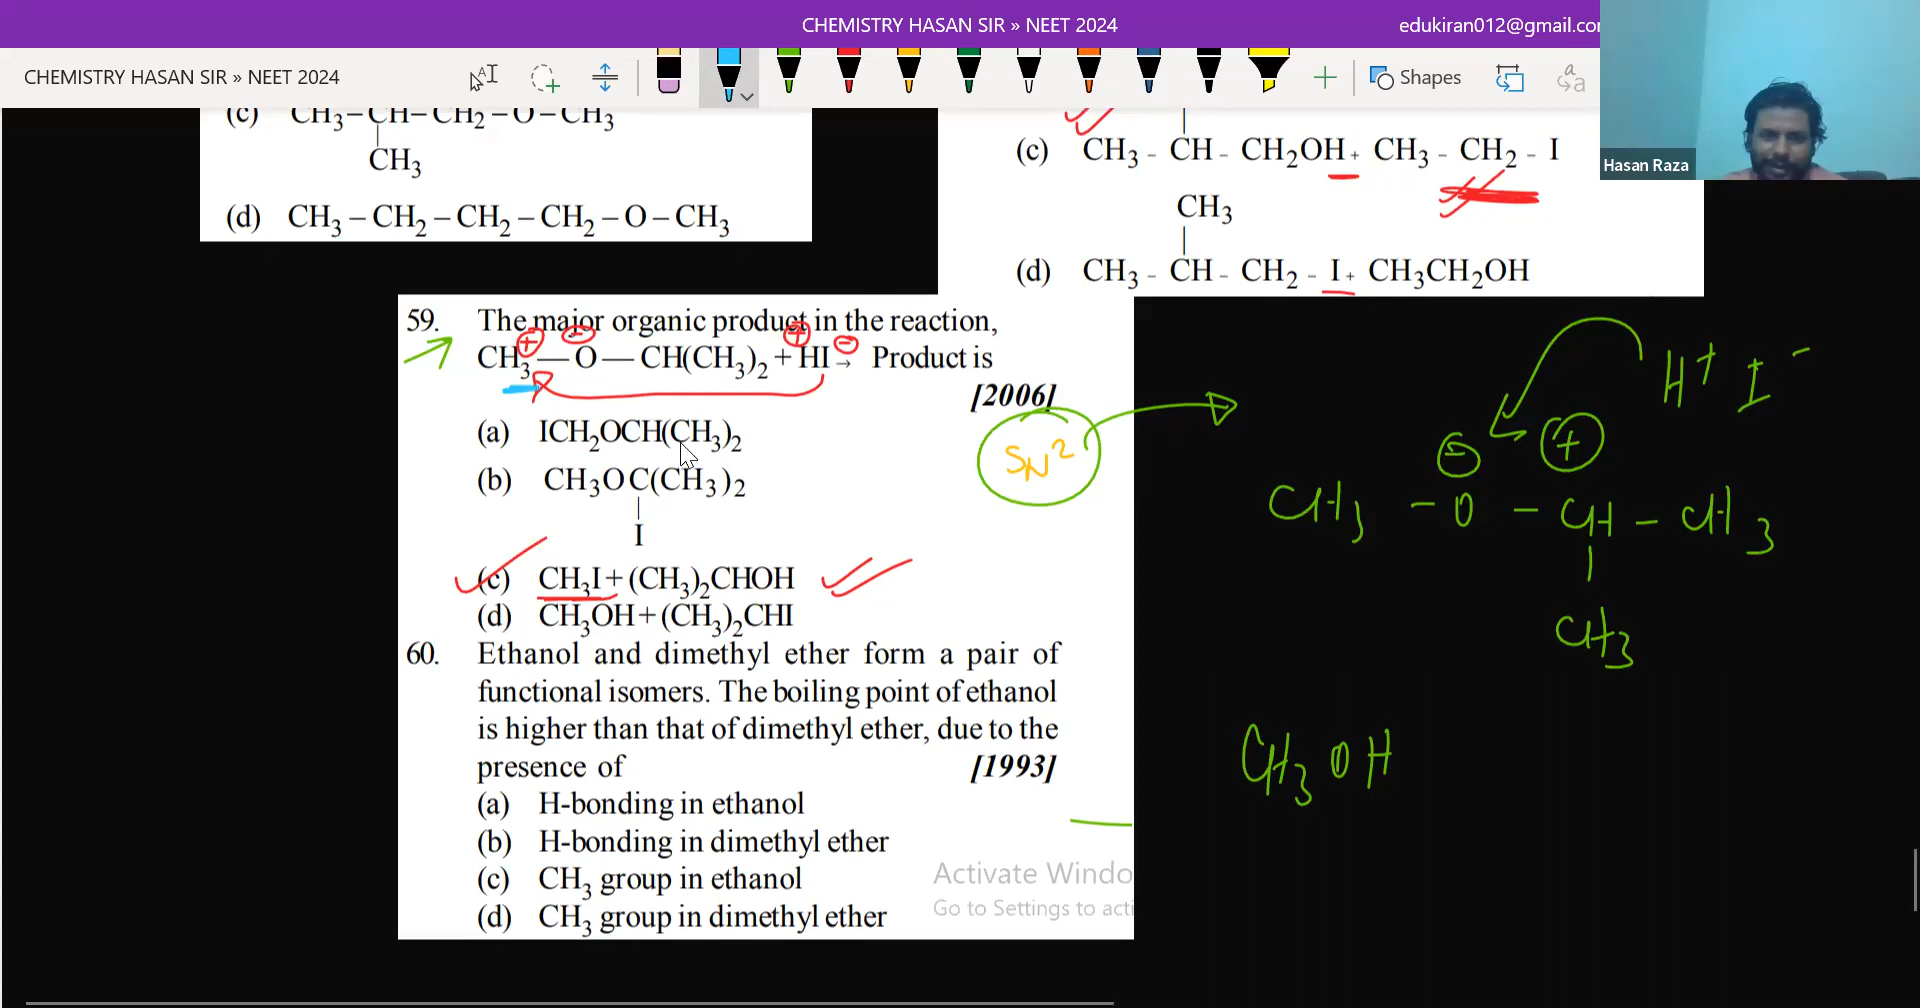 CHEMISTRY HASAN SIR » NEET 2024
edukiran012@gmail.co
CHEMISTRY HASAN SIR » NEET 2024
Shapes
Hasan Raza
(c) CH₃–CH–CH₂–O–CH₃
|
CH₃
(d) CH₃–CH₂–CH₂–CH₂–O–CH₃
|
(c) CH₃ - CH - CH₂OH + CH₃ - CH₂ - I
CH₃
|
(d) CH₃ - CH - CH₂ - I + CH₃CH₂OH
59. The major organic product in the reaction,
CH₃ — O — CH(CH₃)₂ + HI → Product is
[2006]
(a) ICH₂OCH(CH₃)₂
(b) CH₃OC(CH₃)₂
|
I
(c) CH₃I + (CH₃)₂CHOH
(d) CH₃OH + (CH₃)₂CHI
60. Ethanol and dimethyl ether form a pair of
functional isomers. The boiling point of ethanol
is higher than that of dimethyl ether, due to the
presence of [1993]
(a) H-bonding in ethanol
(b) H-bonding in dimethyl ether
(c) CH₃ group in ethanol
(d) CH₃ group in dimethyl ether
SN²
H⁺ I⁻
⊖ ⊕
CH₃ – O – CH – CH₃
|
CH₃
CH₃OH
Activate Windo
Go to Settings to acti